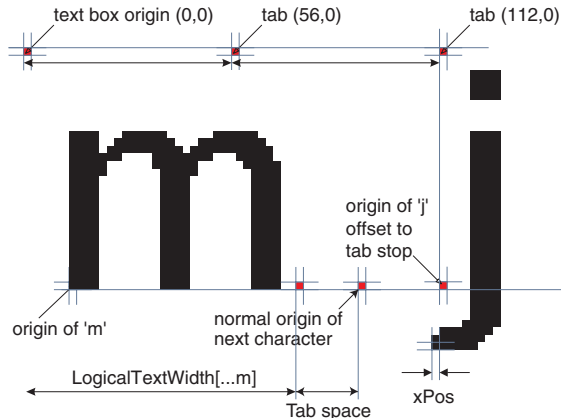 text box origin (0,0)
tab (56,0)
tab (112,0)
mj
origin of 'j'
offset to
tab stop
origin of 'm'
normal origin of
next character
LogicalTextWidth[...m]
Tab space
xPos